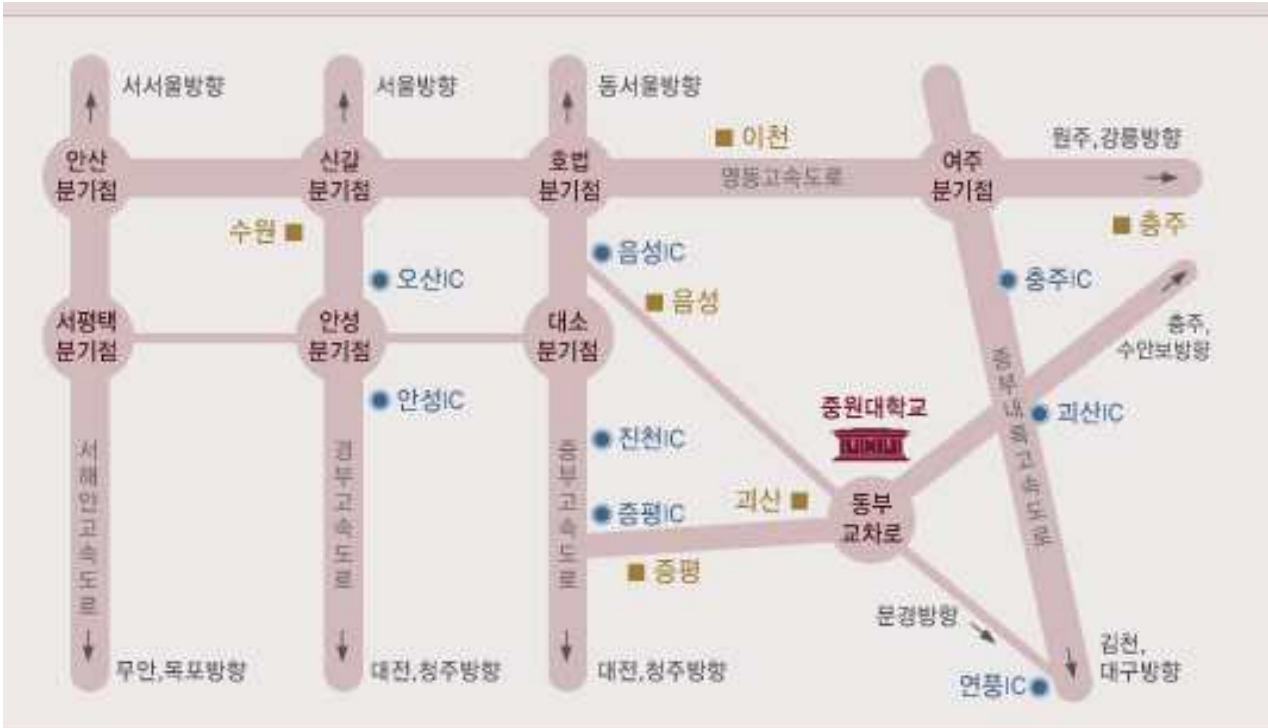 서서울방향
서울방향
동서울방향
안산
분기점
신갈
분기점
호법
분기점
이천
영동고속도로
여주
분기점
원주,강릉방향
수원
오산IC
음성IC
음성
충주IC
충주
충주,
수안보방향
서평택
분기점
안성
분기점
대소
분기점
안성IC
진천IC
증평IC
중원대학교
괴산IC
괴산
동부
교차로
증평
서해안고속도로
경부고속도로
중부고속도로
중부내륙고속도로
문경방향
연풍IC
무안,목포방향
대전,청주방향
대전,청주방향
김천,
대구방향